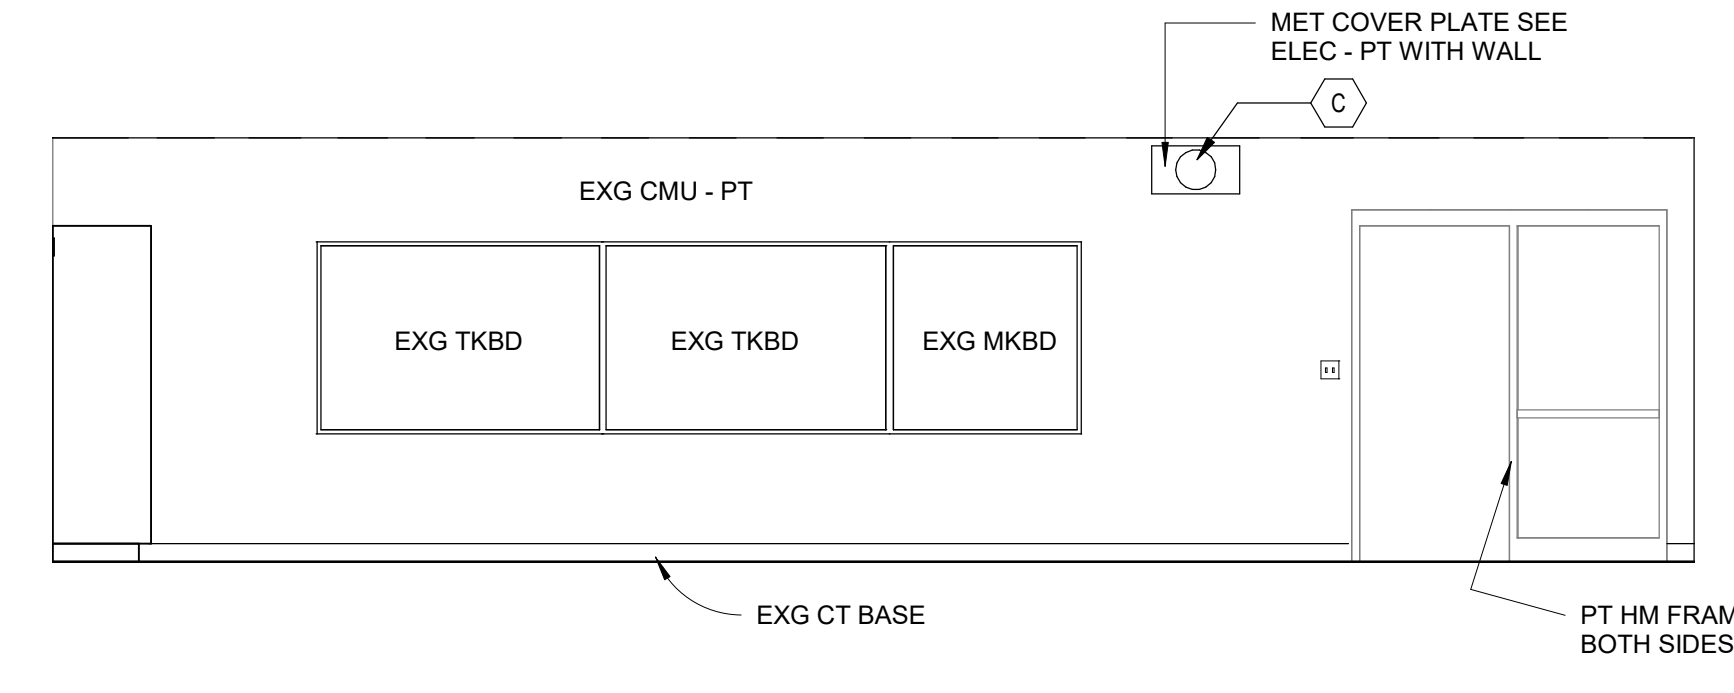 MET COVER PLATE SEE
ELEC - PT WITH WALL
C
EXG CMU - PT
EXG TKBD
EXG TKBD
EXG MKBD
EXG CT BASE
PT HM FRAM
BOTH SIDES